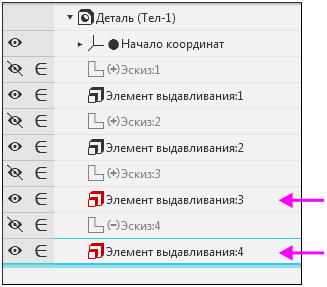 Деталь (Тел-1)
Начало координат
(+)Эскиз:1
Элемент выдавливания:1
(+)Эскиз:2
Элемент выдавливания:2
(+)Эскиз:3
Элемент выдавливания:3
(−)Эскиз:4
Элемент выдавливания:4